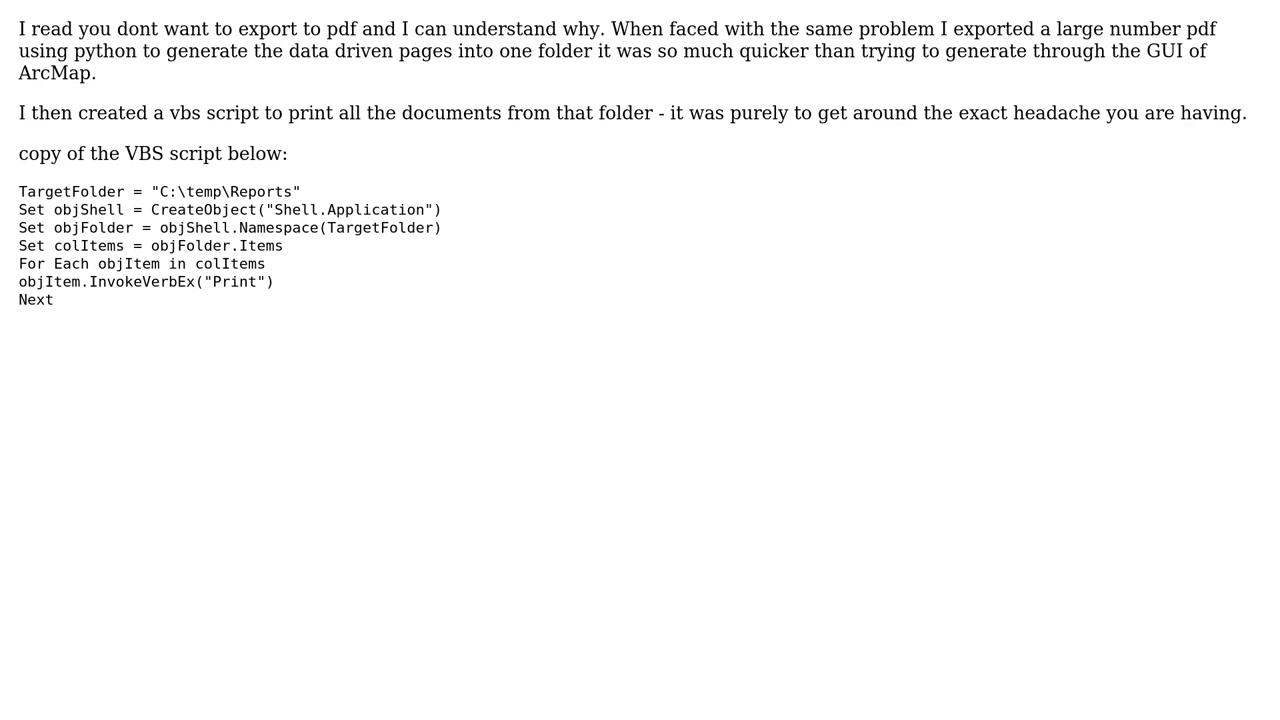 I read you dont want to export to pdf and I can understand why. When faced with the same problem I exported a large number pdf
using python to generate the data driven pages into one folder it was so much quicker than trying to generate through the GUI of
ArcMap.
I then created a vbs script to print all the documents from that folder - it was purely to get around the exact headache you are having.
copy of the VBS script below:
TargetFolder = "C:\temp\Reports"
Set objShell = CreateObject("Shell.Application")
Set objFolder = objShell.Namespace(TargetFolder)
Set colItems = objFolder.Items
For Each objItem in colItems
objItem.InvokeVerbEx("Print")
Next